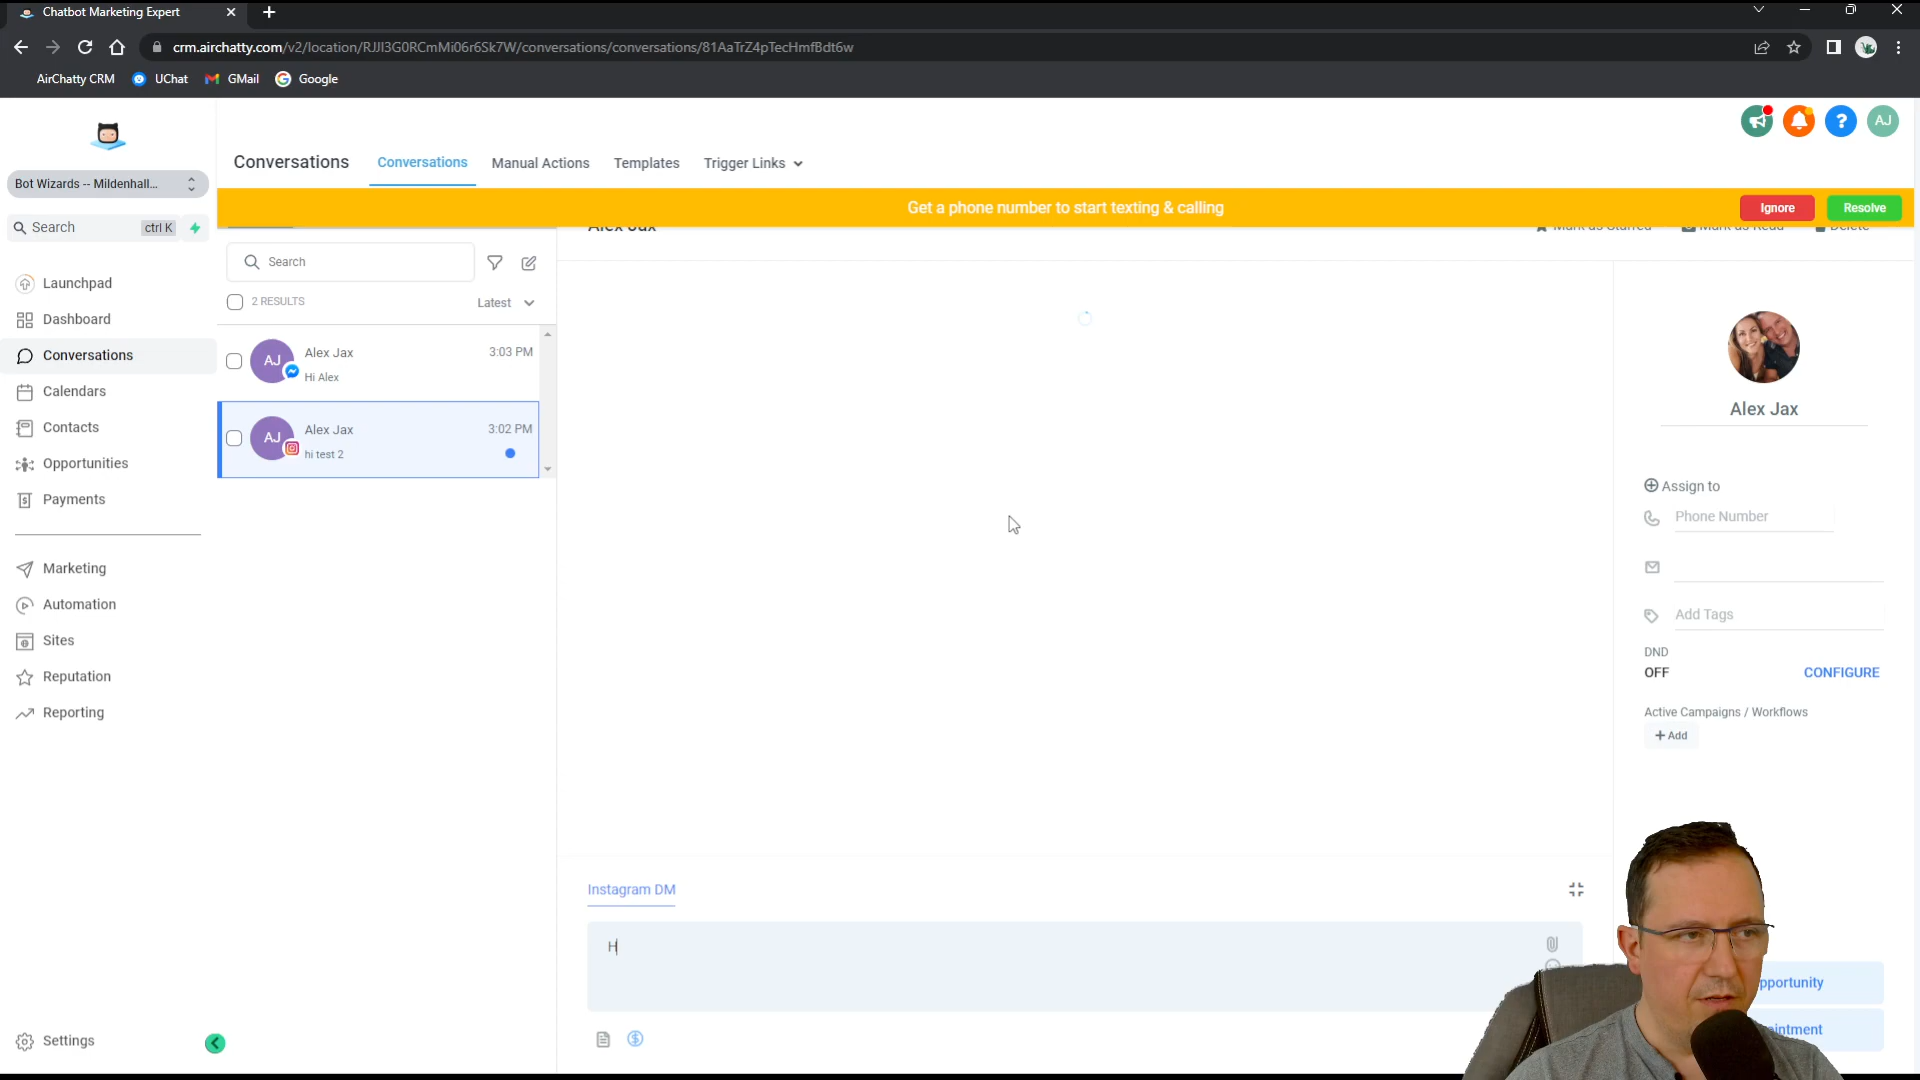 Chatbot Marketing Expert
crm.airchatty.com/v2/location/RJJl3G0RCmMi06r6Sk7W/conversations/conversations/81AaTrZ4pTecHmfBdt6w
AirChatty CRM
UChat
GMail
Google
AJ
Conversations
Conversations
Manual Actions
Templates
Trigger Links
Bot Wizards -- Mildenhall...
Get a phone number to start texting & calling
Ignore
Resolve
Search
ctrl K
Alex Jax
Mark as Starred
Mark as Read
Delete
Search
2 RESULTS
Latest
Launchpad
Dashboard
Conversations
Calendars
Contacts
Opportunities
Payments
Marketing
Automation
Sites
Reputation
Reporting
Settings
AJ
Alex Jax
3:03 PM
Hi Alex
AJ
Alex Jax
3:02 PM
hi test 2
Instagram DM
H
Alex Jax
Assign to
Phone Number
Add Tags
DND
OFF
CONFIGURE
Active Campaigns / Workflows
+ Add
pportunity
ointment